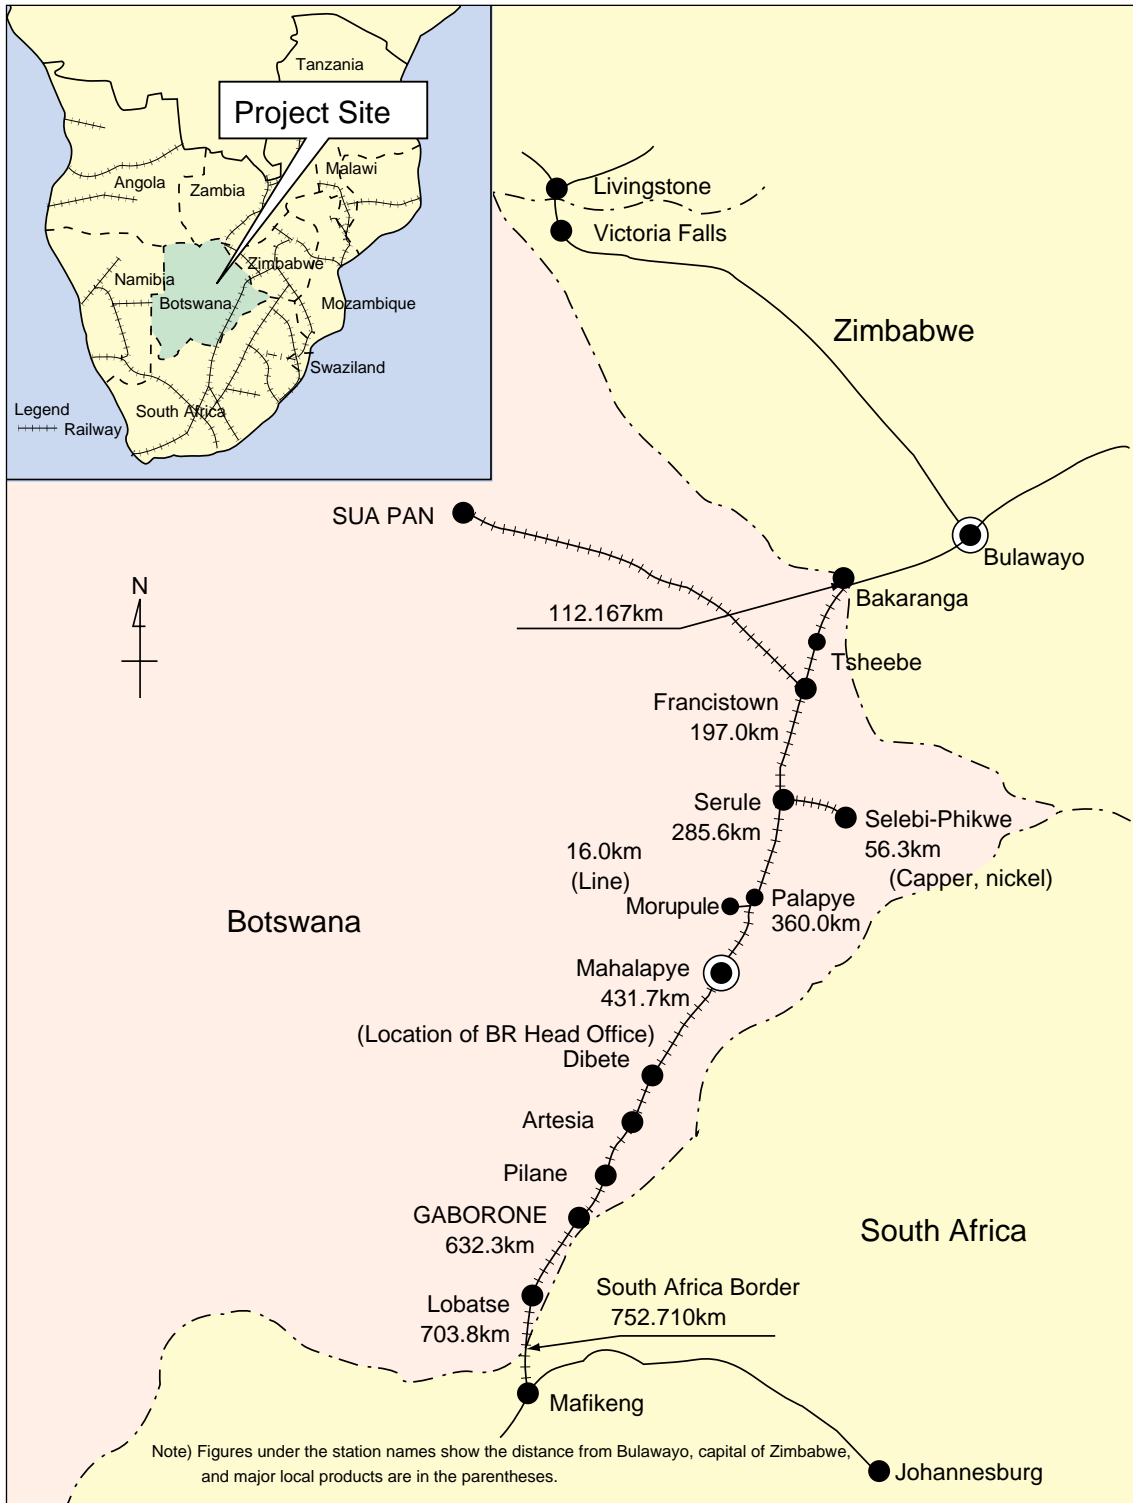 Tanzania
Project Site
Malawi
Angola
Zambia
Zimbabwe
Namibia
Botswana
Mozambique
Swaziland
South Africa
Legend
Railway
Livingstone
Victoria Falls
Zimbabwe
SUA PAN
Bulawayo
N
Bakaranga
112.167km
Tsheebe
Francistown
197.0km
Serule
285.6km
Selebi-Phikwe
56.3km
(Capper, nickel)
16.0km
(Line)
Morupule
Palapye
360.0km
Botswana
Mahalapye
431.7km
(Location of BR Head Office)
Dibete
Artesia
Pilane
GABORONE
632.3km
South Africa
South Africa Border
752.710km
Lobatse
703.8km
Mafikeng
Note) Figures under the station names show the distance from Bulawayo, capital of Zimbabwe,
and major local products are in the parentheses.
Johannesburg